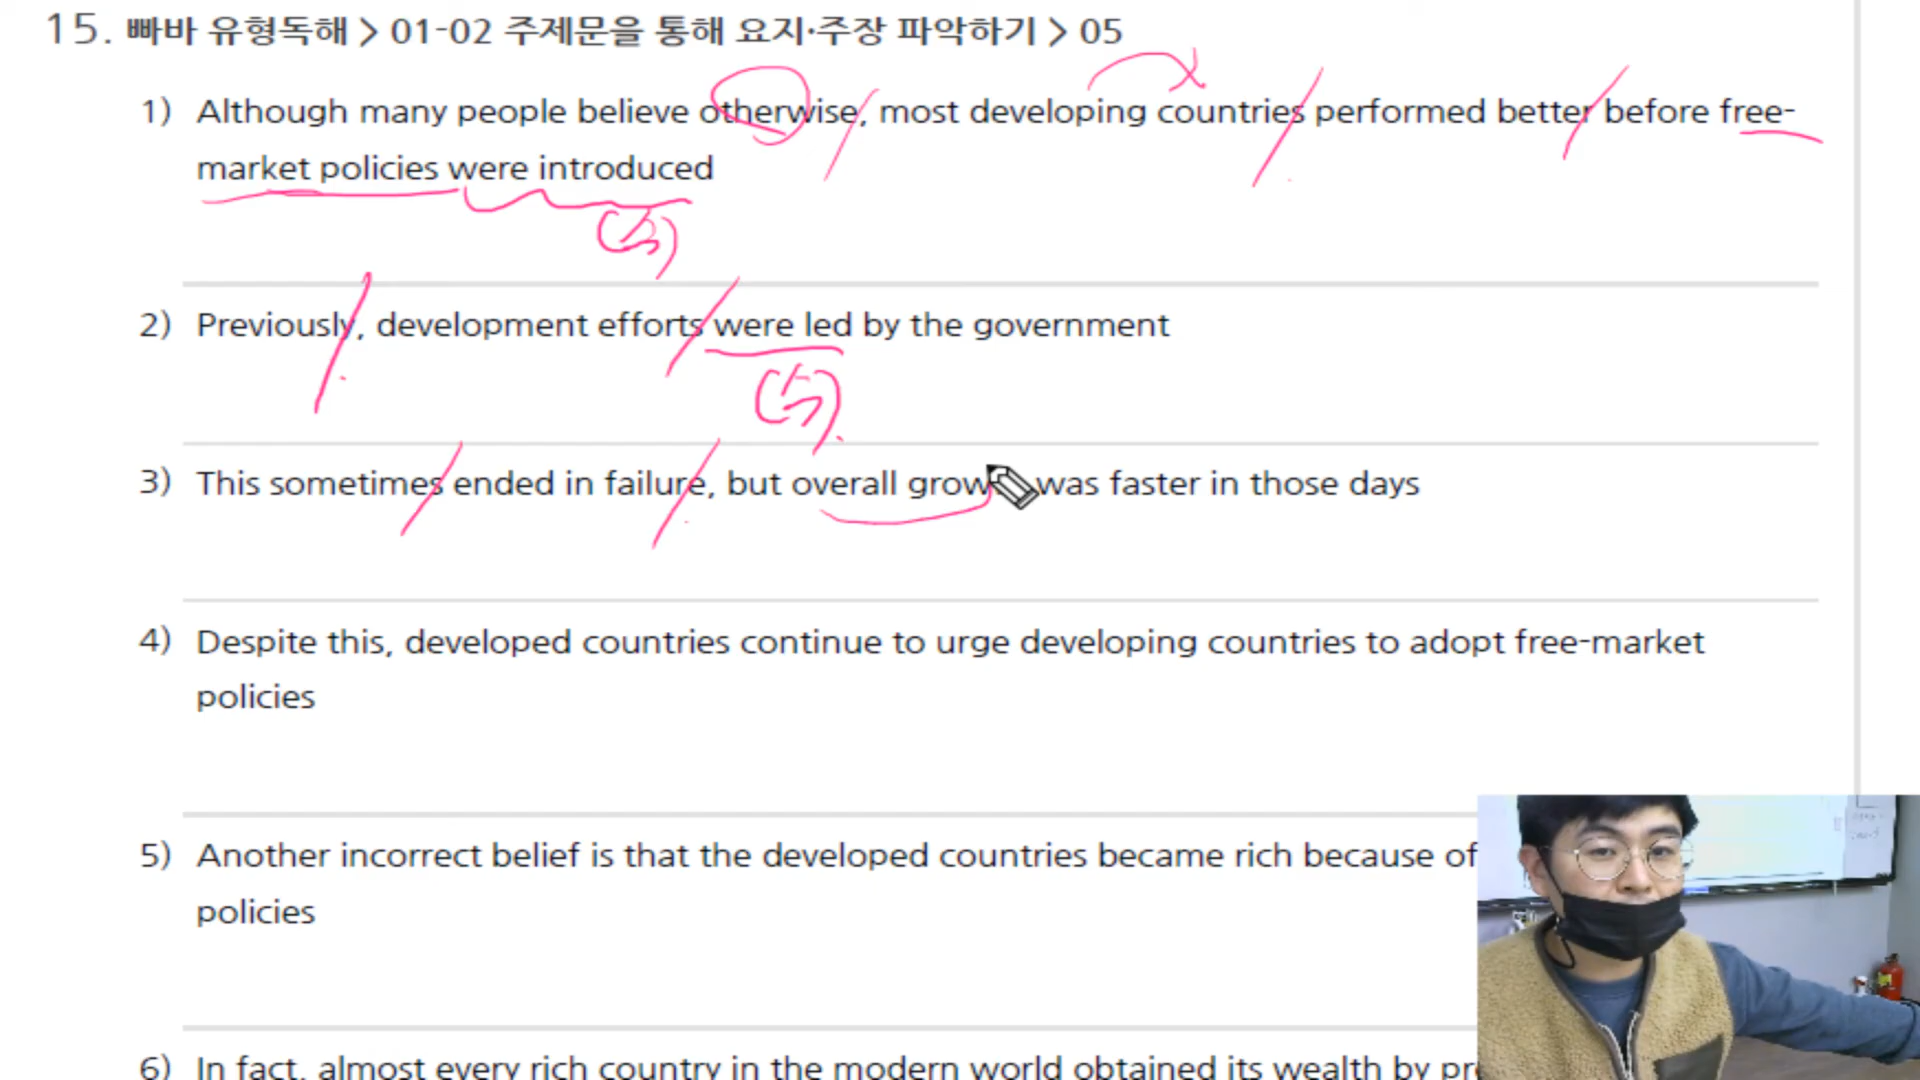 15. 빠바 유형독해 > 01-02 주제문을 통해 요지·주장 파악하기 > 05
1) Although many people believe otherwise, most developing countries performed better before free-
market policies were introduced
(수)
2) Previously, development efforts were led by the government
(수)
3) This sometimes ended in failure, but overall was faster in those days
4) Despite this, developed countries continue to urge developing countries to adopt free-market
policies
5) Another incorrect belief is that the developed countries became rich because of
policies
6) In fact, almost every rich country in the modern world obtained its wealth by